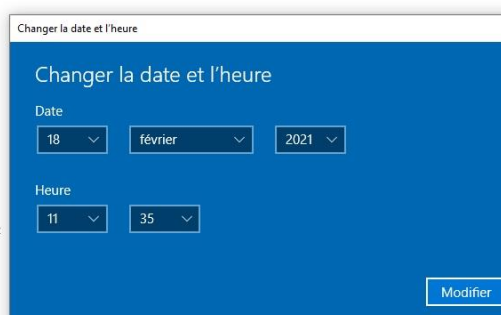 Changer la date et l'heure
Changer la date et l'heure
Date
18 février 2021
Heure
11 35
Modifier